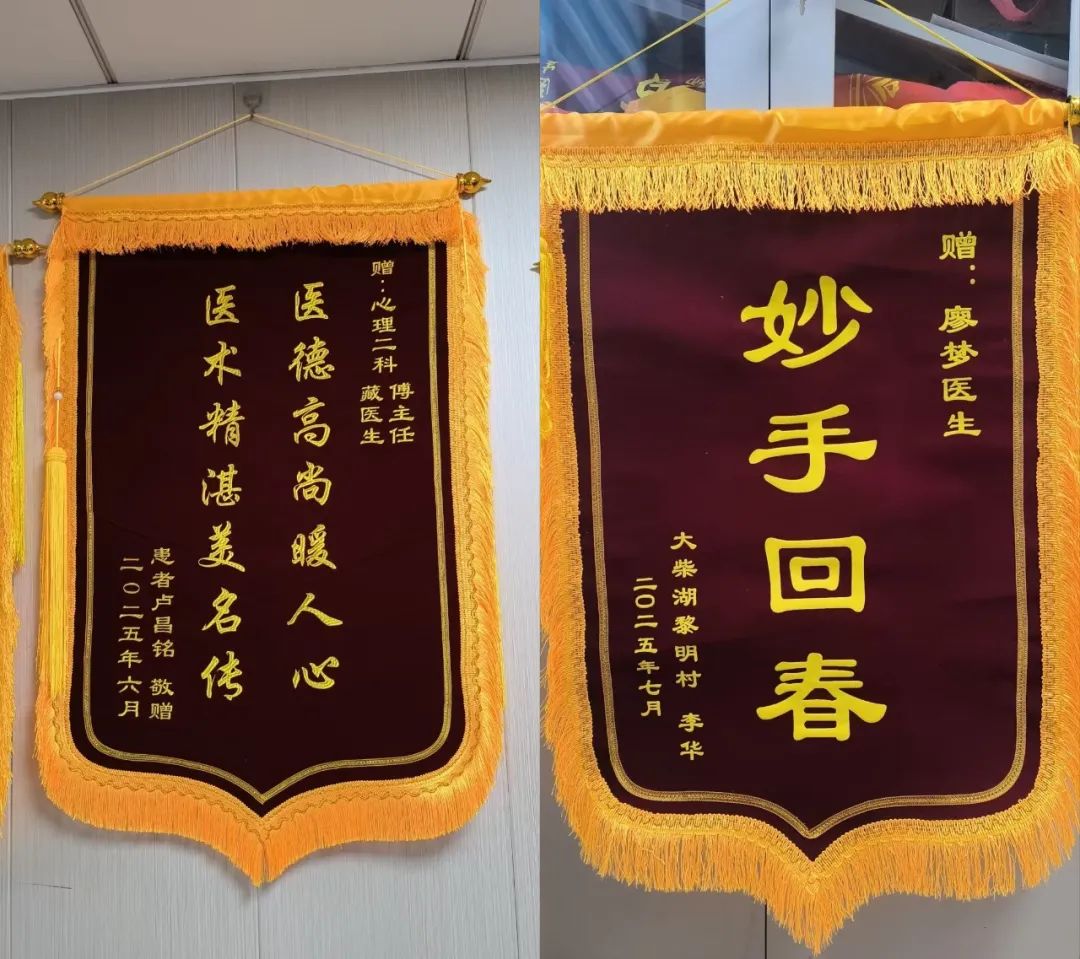 赠:心理二科
傅主任
藏医生
医德高尚暖人心
医术精湛美名传
患者卢昌铭 敬赠
二〇二五年六月
赠:廖梦医生
妙手回春
大柴湖黎明村 李华
二〇二五年七月